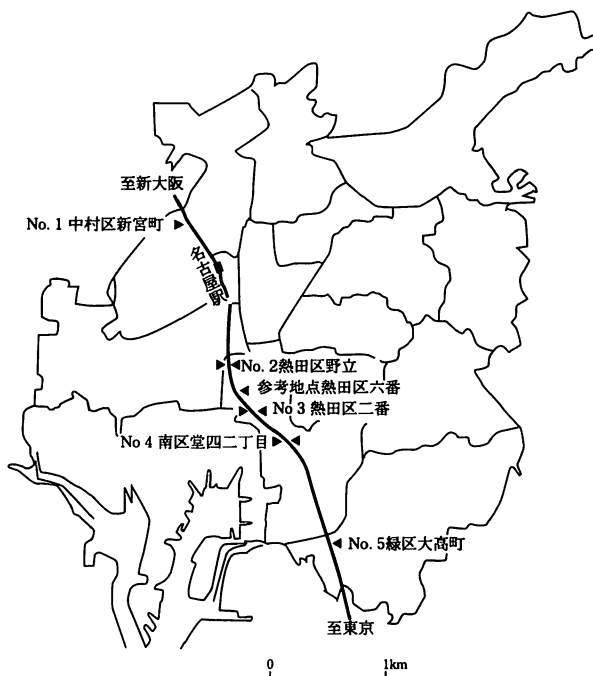 至新大阪
No. 1 中村区新宮町
名古屋駅
No. 2熱田区野立
参考地点熱田区六番
No 3 熱田区二番
No 4 南区堂四二丁目
No. 5緑区大高町
至東京
0 1km